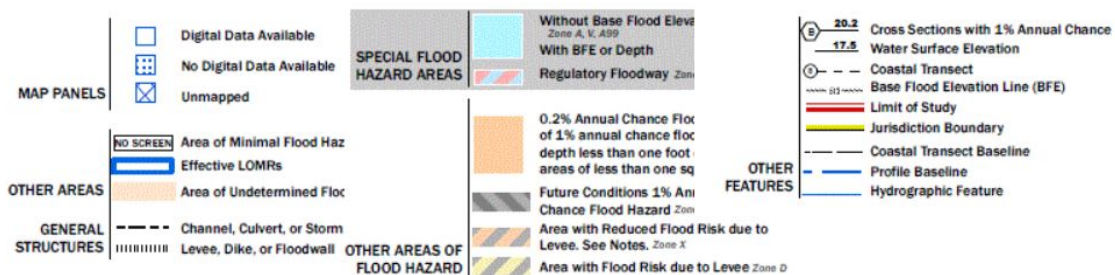 Digital Data Available
No Digital Data Available
MAP PANELS
Unmapped
NO SCREEN Area of Minimal Flood Haz
Effective LOMRs
OTHER AREAS
Area of Undetermined Floo
GENERAL
STRUCTURES
Channel, Culvert, or Storm
Levee, Dike, or Floodwall
SPECIAL FLOOD
HAZARD AREAS
Without Base Flood Eleva
Zone A, V, A99
With BFE or Depth
Regulatory Floodway Zone
0.2% Annual Chance Floo
of 1% annual chance floo
depth less than one foot
areas of less than one sq
Future Conditions 1% Ann
Chance Flood Hazard Zone
Area with Reduced Flood Risk due to
Levee. See Notes. Zone X
OTHER AREAS OF
FLOOD HAZARD
Area with Flood Risk due to Levee Zone D
B 20.2 Cross Sections with 1% Annual Chance
17.5 Water Surface Elevation
8 Coastal Transect
513 Base Flood Elevation Line (BFE)
Limit of Study
Jurisdiction Boundary
Coastal Transect Baseline
OTHER
FEATURES
Profile Baseline
Hydrographic Feature